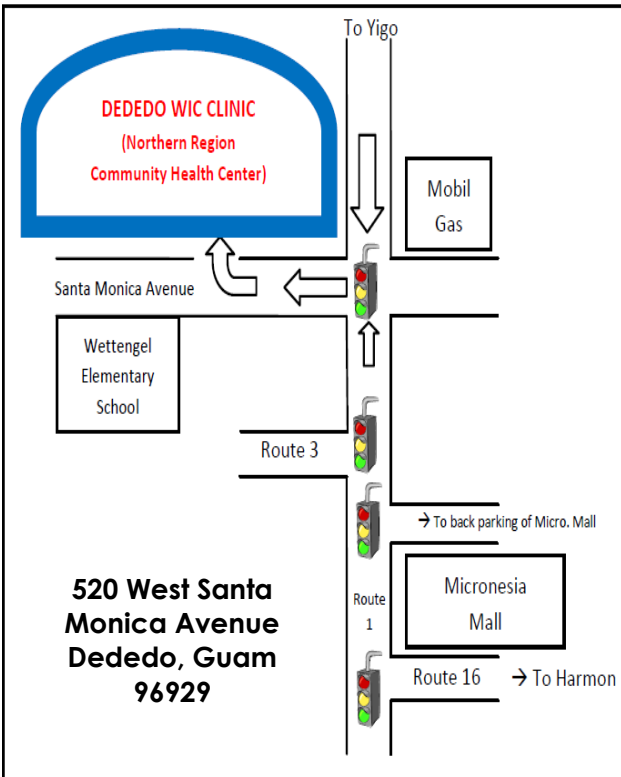 To Yigo
DEDEDO WIC CLINIC
(Northern Region
Community Health Center)
Mobil
Gas
Santa Monica Avenue
Wettengel
Elementary
School
Route 3
→ To back parking of Micro. Mall
520 West Santa
Monica Avenue
Dededo, Guam
96929
Route
1
Micronesia
Mall
Route 16
→ To Harmon